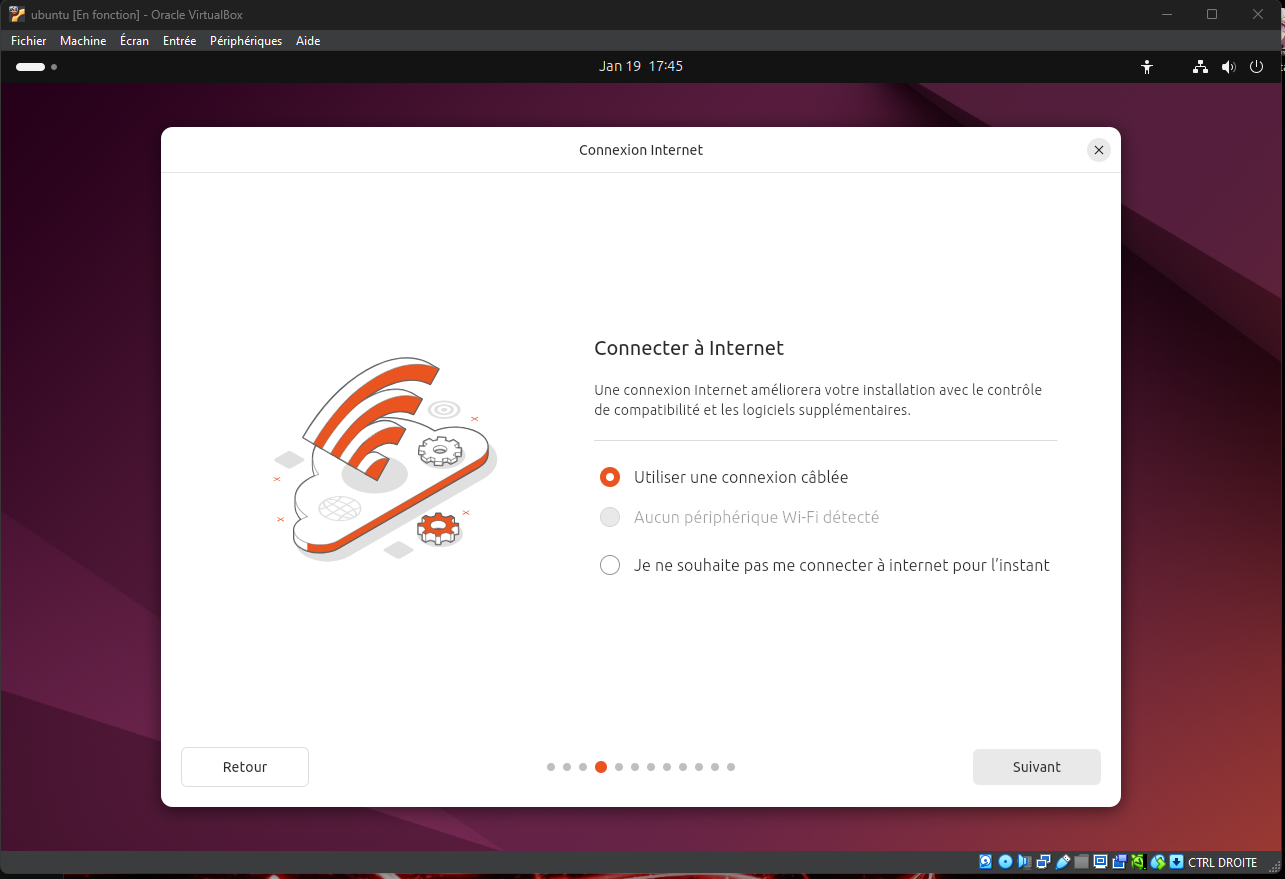 ubuntu [En fonction] - Oracle VirtualBox
Fichier Machine Écran Entrée Périphériques Aide
Jan 19 17:45
Connexion Internet
Connecter à Internet
Une connexion Internet améliorera votre installation avec le contrôle
de compatibilité et les logiciels supplémentaires.
Utiliser une connexion câblée
Aucun périphérique Wi-Fi détecté
Je ne souhaite pas me connecter à internet pour l’instant
Retour
Suivant
CTRL DROITE